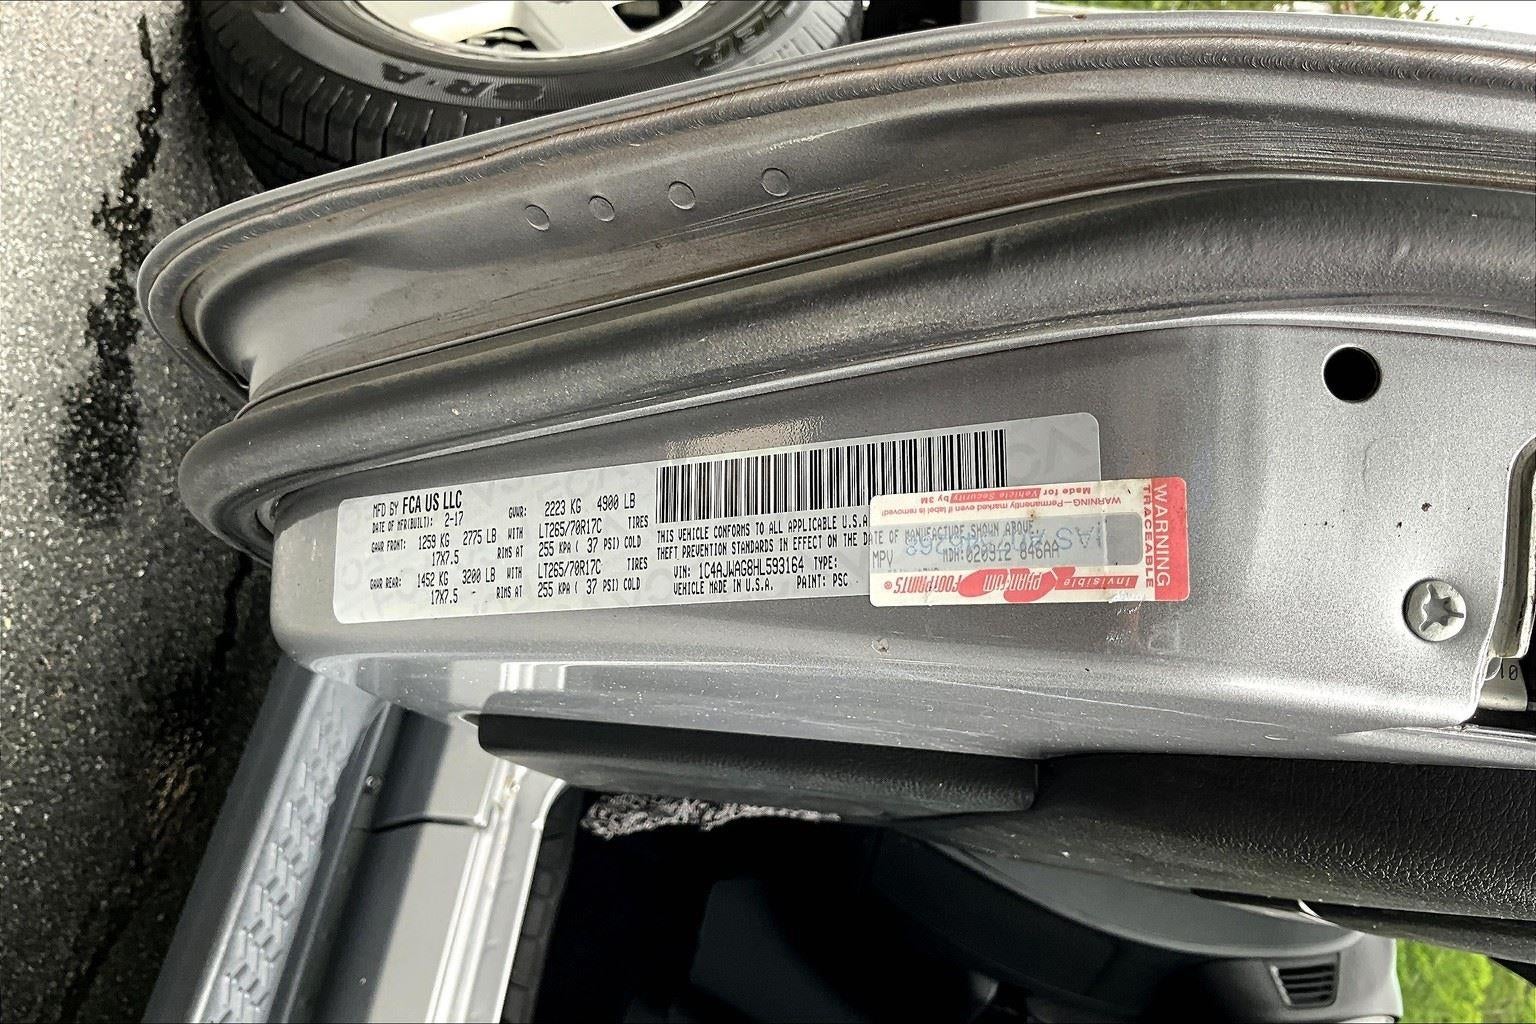 SR·A
MFD BY FCA US LLC
DATE OF MFR(BUILT): 2-17
GVWR: 2223 KG 4900 LB
GAWR FRONT: 1259 KG 2775 LB WITH LT265/70R17C TIRES
17X7.5 RIMS AT 255 KPA ( 37 PSI) COLD
GAWR REAR: 1452 KG 3200 LB WITH LT265/70R17C TIRES
17X7.5 - RIMS AT 255 KPA ( 37 PSI) COLD
THIS VEHICLE CONFORMS TO ALL APPLICABLE U.S.A.
THEFT PREVENTION STANDARDS IN EFFECT ON THE DATE OF MANUFACTURE SHOWN ABOVE.
VIN: 1C4AJWAG8HL593164 TYPE: MPV
MDH:020912 846AA
VEHICLE MADE IN U.S.A. PAINT: PSC
WARNING
TRACEABLE
Invisible
PHANTOM
FOOTPRINTS®
WARNING—Permanently marked even if label is removed!
Made for Vehicle Security by 3M